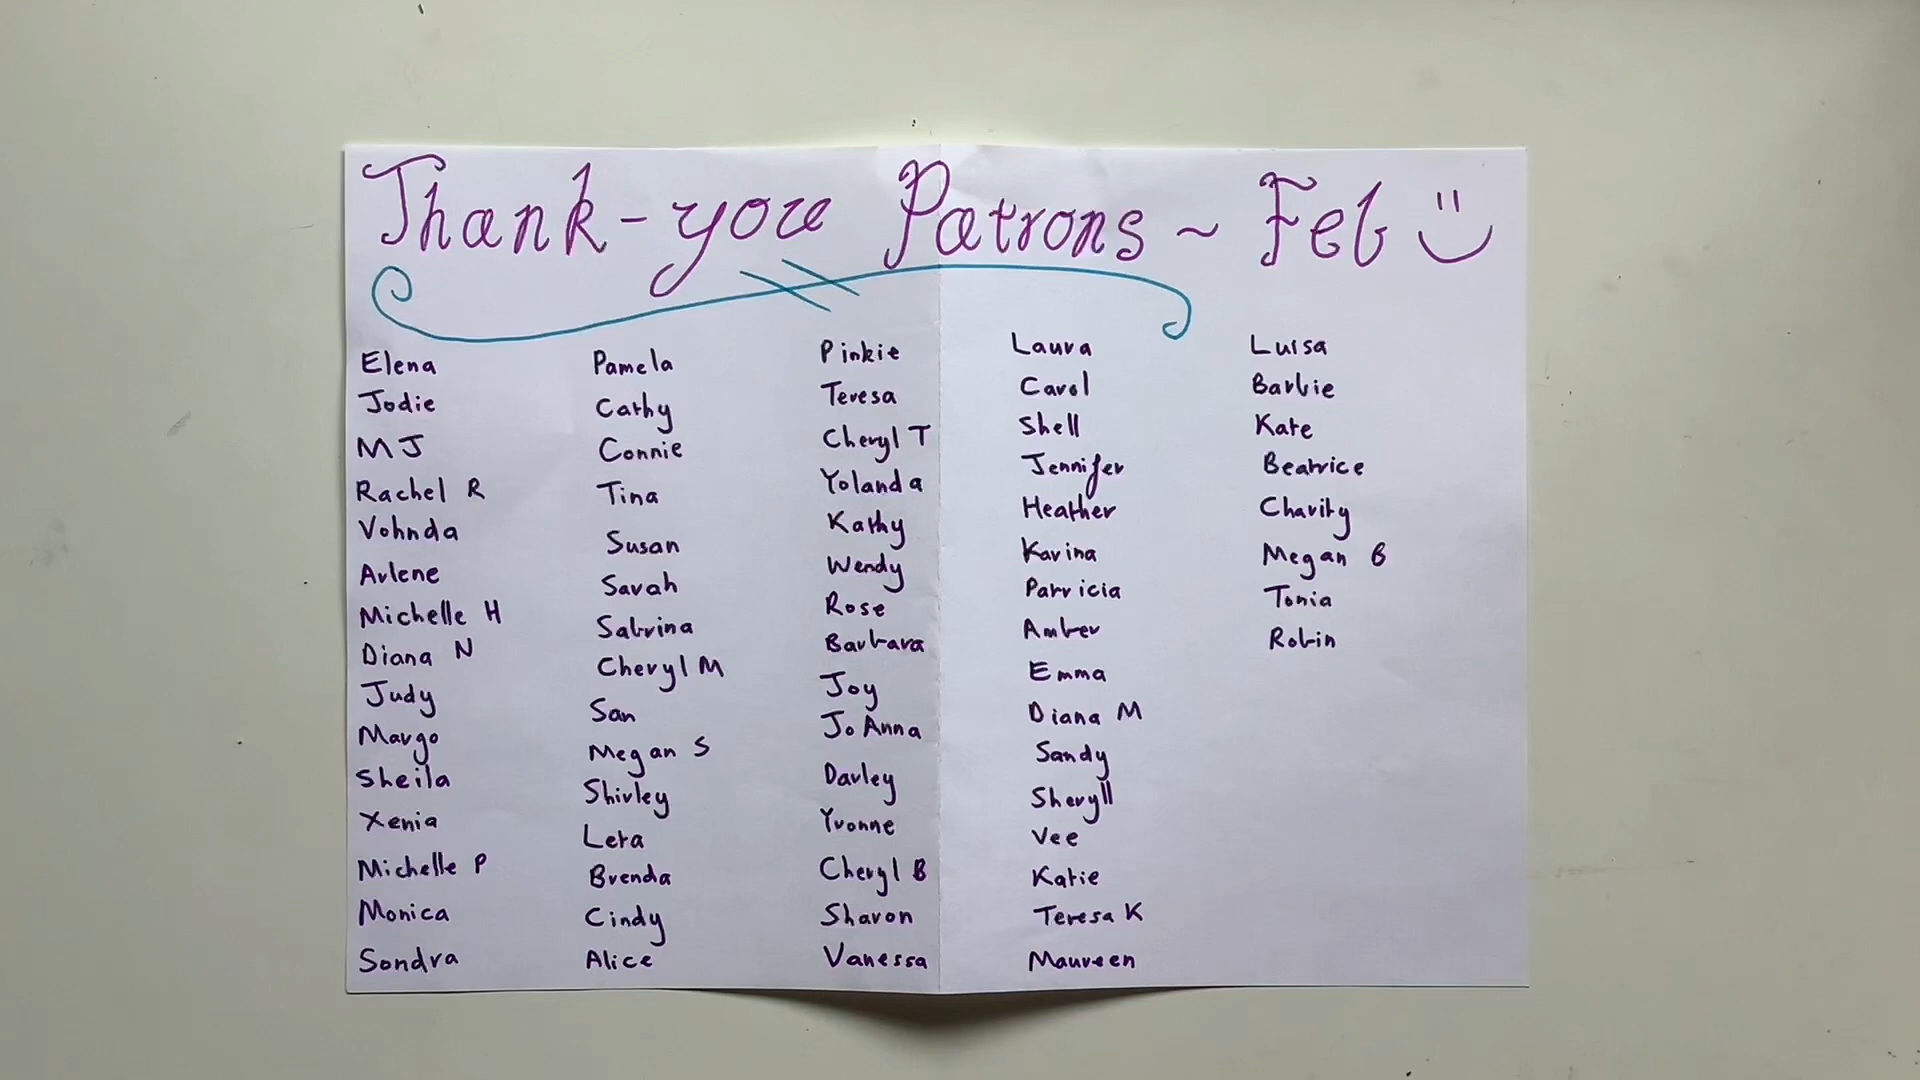 Thank-you Patrons ~ Feb
Elena
Jodie
MJ
Rachel R
Vohnda
Arlene
Michelle H
Diana N
Judy
Margo
Sheila
Xenia
Michelle P
Monica
Sondra
Pamela
Cathy
Connie
Tina
Susan
Sarah
Sabrina
Cheryl M
San
Megan S
Shirley
Leta
Brenda
Cindy
Alice
Pinkie
Teresa
Cheryl T
Yolanda
Kathy
Wendy
Rose
Barbara
Joy
JoAnna
Darley
Yvonne
Cheryl B
Sharon
Vanessa
Laura
Carol
Shell
Jennifer
Heather
Karina
Patricia
Amber
Emma
Diana M
Sandy
Sheryll
Vee
Katie
Teresa K
Maureen
Luisa
Barbie
Kate
Beatrice
Charity
Megan B
Tonia
Robin